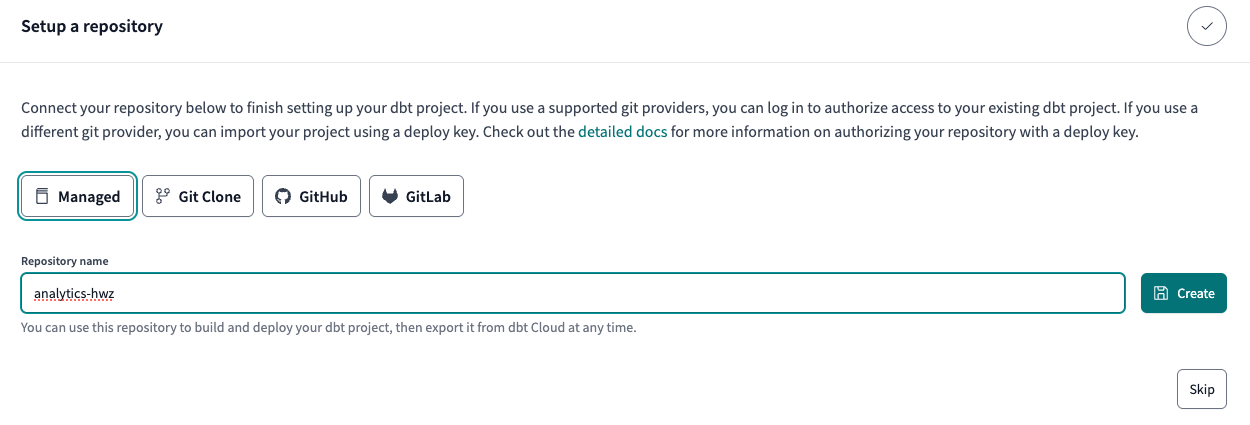 Setup a repository
Connect your repository below to finish setting up your dbt project. If you use a supported git providers, you can log in to authorize access to your existing dbt project. If you use a
different git provider, you can import your project using a deploy key. Check out the detailed docs for more information on authorizing your repository with a deploy key.
Managed Git Clone GitHub GitLab
Repository name
analytics-hwz Create
You can use this repository to build and deploy your dbt project, then export it from dbt Cloud at any time.
Skip